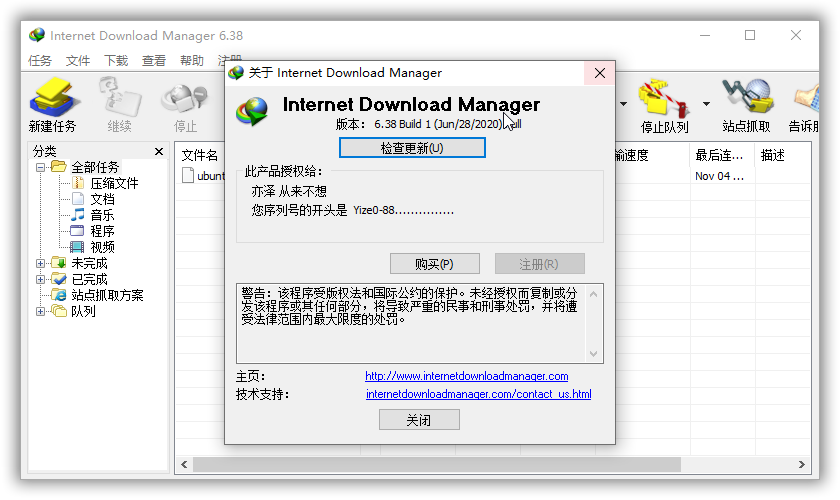 Internet Download Manager 6.38
任务 文件 下载 查看 帮助
新建任务 继续 停止 停止队列 站点抓取
分类
全部任务
压缩文件
文档
音乐
程序
视频
未完成
已完成
站点抓取方案
队列
文件名 输速度 最后连... 描述
Nov 04 ...
关于 Internet Download Manager
Internet Download Manager
版本： 6.38 Build 1 (Jun/28/2020)
检查更新(U)
此产品授权给：
亦泽 从来不想
您序列号的开头是 Yize0-88...............
购买(P) 注册(R)
警告：该程序受版权法和国际公约的保护。未经授权而复制或分
发该程序或其任何部分，将导致严重的民事和刑事处罚，并将遭
受法律范围内最大限度的处罚。
主页： http://www.internetdownloadmanager.com
技术支持： internetdownloadmanager.com/contact_us.html
关闭